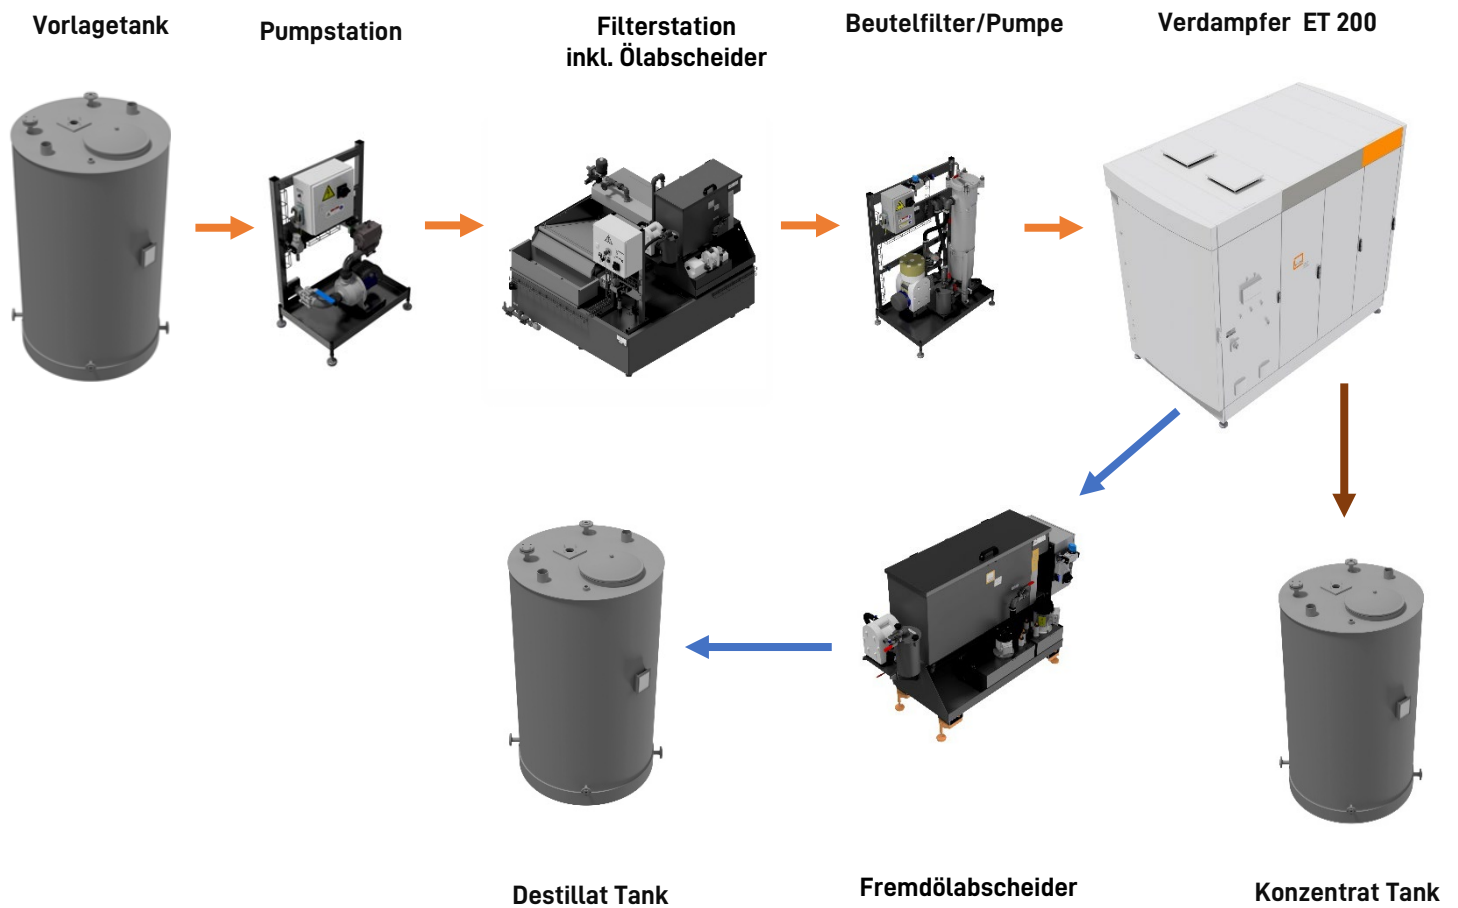 Vorlagetank
Pumpstation
Filterstation
inkl. Ölabscheider
Beutelfilter/Pumpe
Verdampfer ET 200
Destillat Tank
Fremdölabscheider
Konzentrat Tank